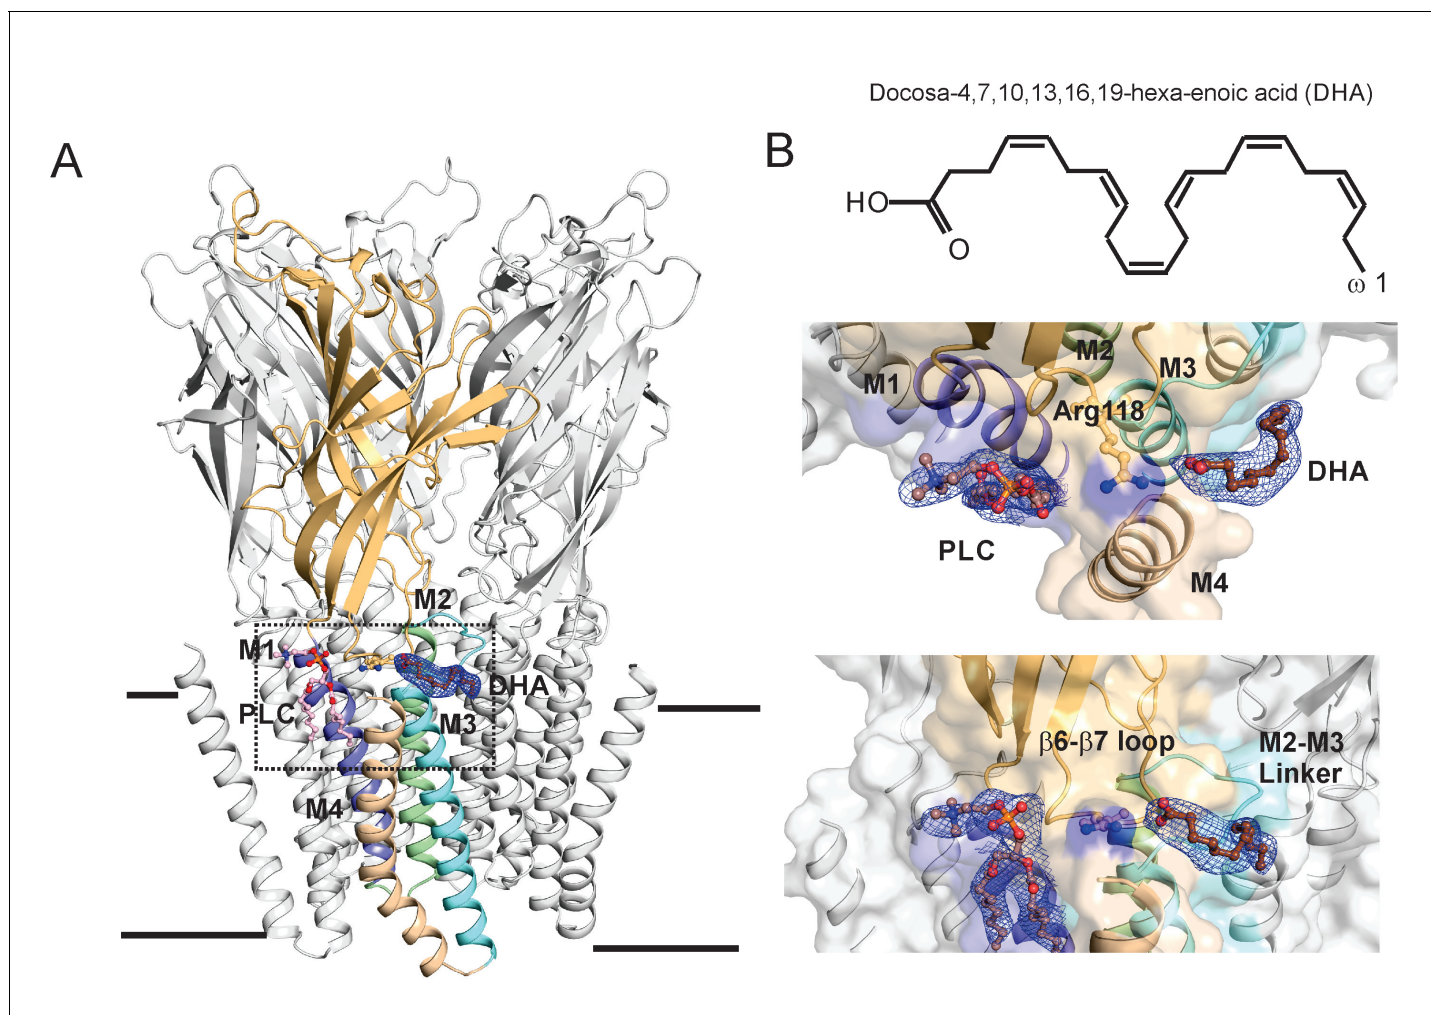 A
M2
M1
DHA
PLC
M3
M4
B
Docosa-4,7,10,13,16,19-hexa-enoic acid (DHA)
HO
O
ω 1
M2
M1
M3
Arg118
DHA
PLC
M4
β6-β7 loop
M2-M3
Linker